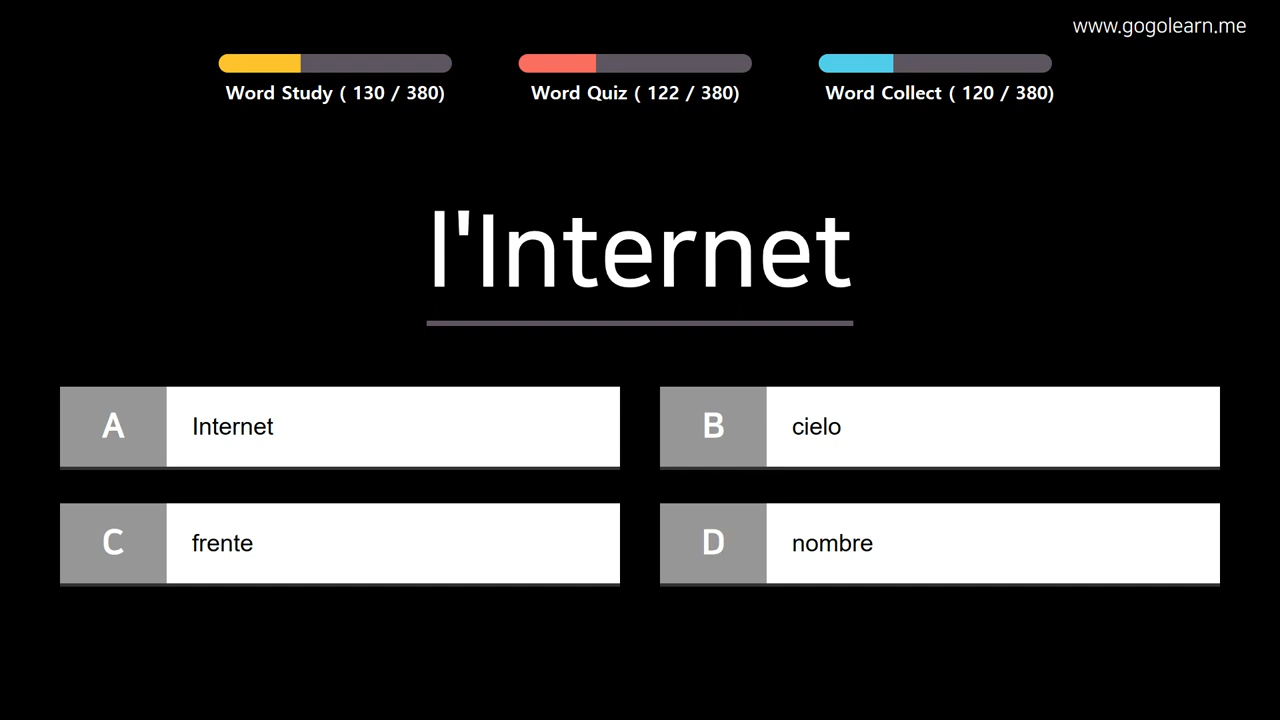 www.gogolearn.me
Word Study ( 130 / 380)
Word Quiz ( 122 / 380)
Word Collect ( 120 / 380)
l'Internet
A Internet
B cielo
C frente
D nombre